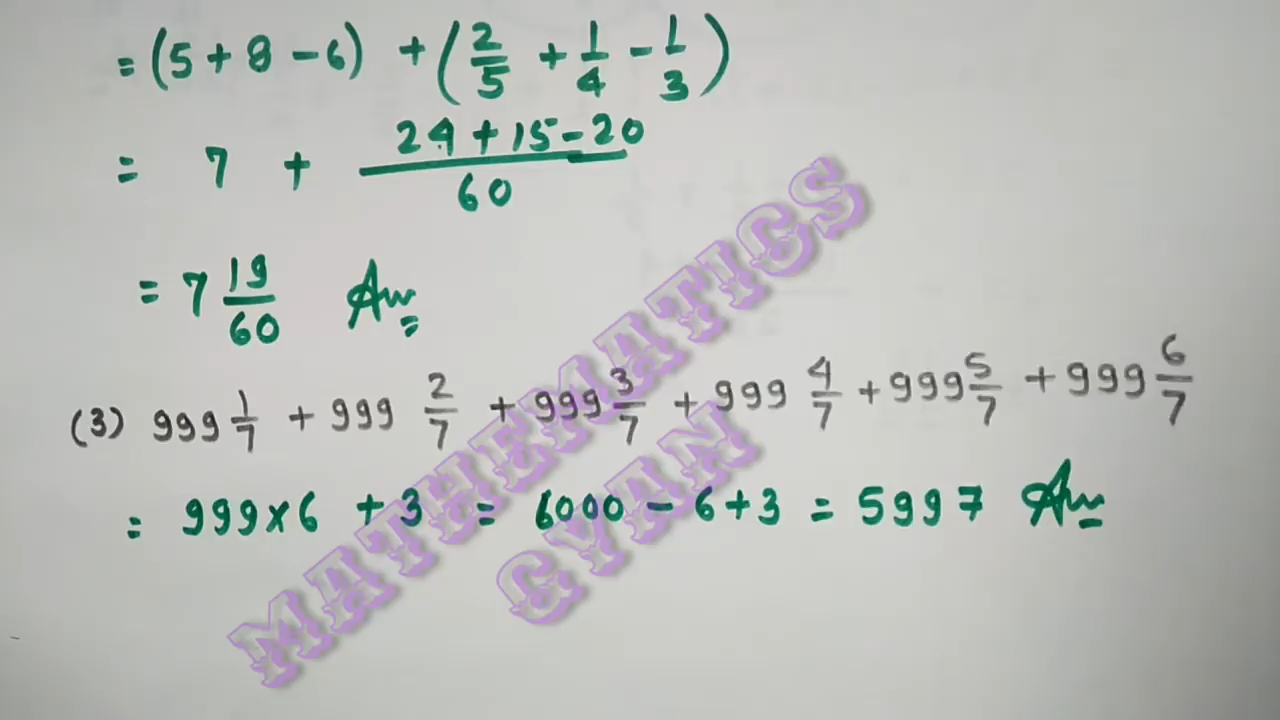 = (5 + 8 - 6) + (2/5 + 1/4 - 1/3)
= 7 + (24 + 15 - 20)/60
= 7 19/60 Ans
(3) 999 1/7 + 999 2/7 + 999 3/7 + 999 4/7 + 999 5/7 + 999 6/7
= 999 × 6 + 3 = 6000 - 6 + 3 = 5997 Ans
MATHEMATICS
GYAN